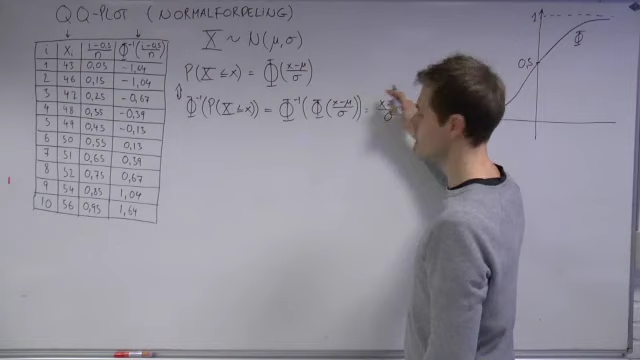 QQ-PLOT (NORMALFORDELING)
i | xᵢ | (i-0.5)/n | Φ⁻¹((i-0.5)/n)
1 | 43 | 0,05 | -1,04
2 | 46 | 0,15 | -1,04
3 | 42 | 0,25 | -0,67
4 | 48 | 0,35 | -0,39
5 | 49 | 0,45 | -0,13
6 | 50 | 0,55 | 0,13
7 | 51 | 0,65 | 0,39
8 | 52 | 0,75 | 0,67
9 | 54 | 0,85 | 1,04
10 | 56 | 0,95 | 1,64
X ~ N(μ,σ)
P(X≤x) = Φ((x-μ)/σ)
⇕ Φ⁻¹(P(X≤x)) = Φ⁻¹(Φ((x-μ)/σ)) =
1
Φ
0,5